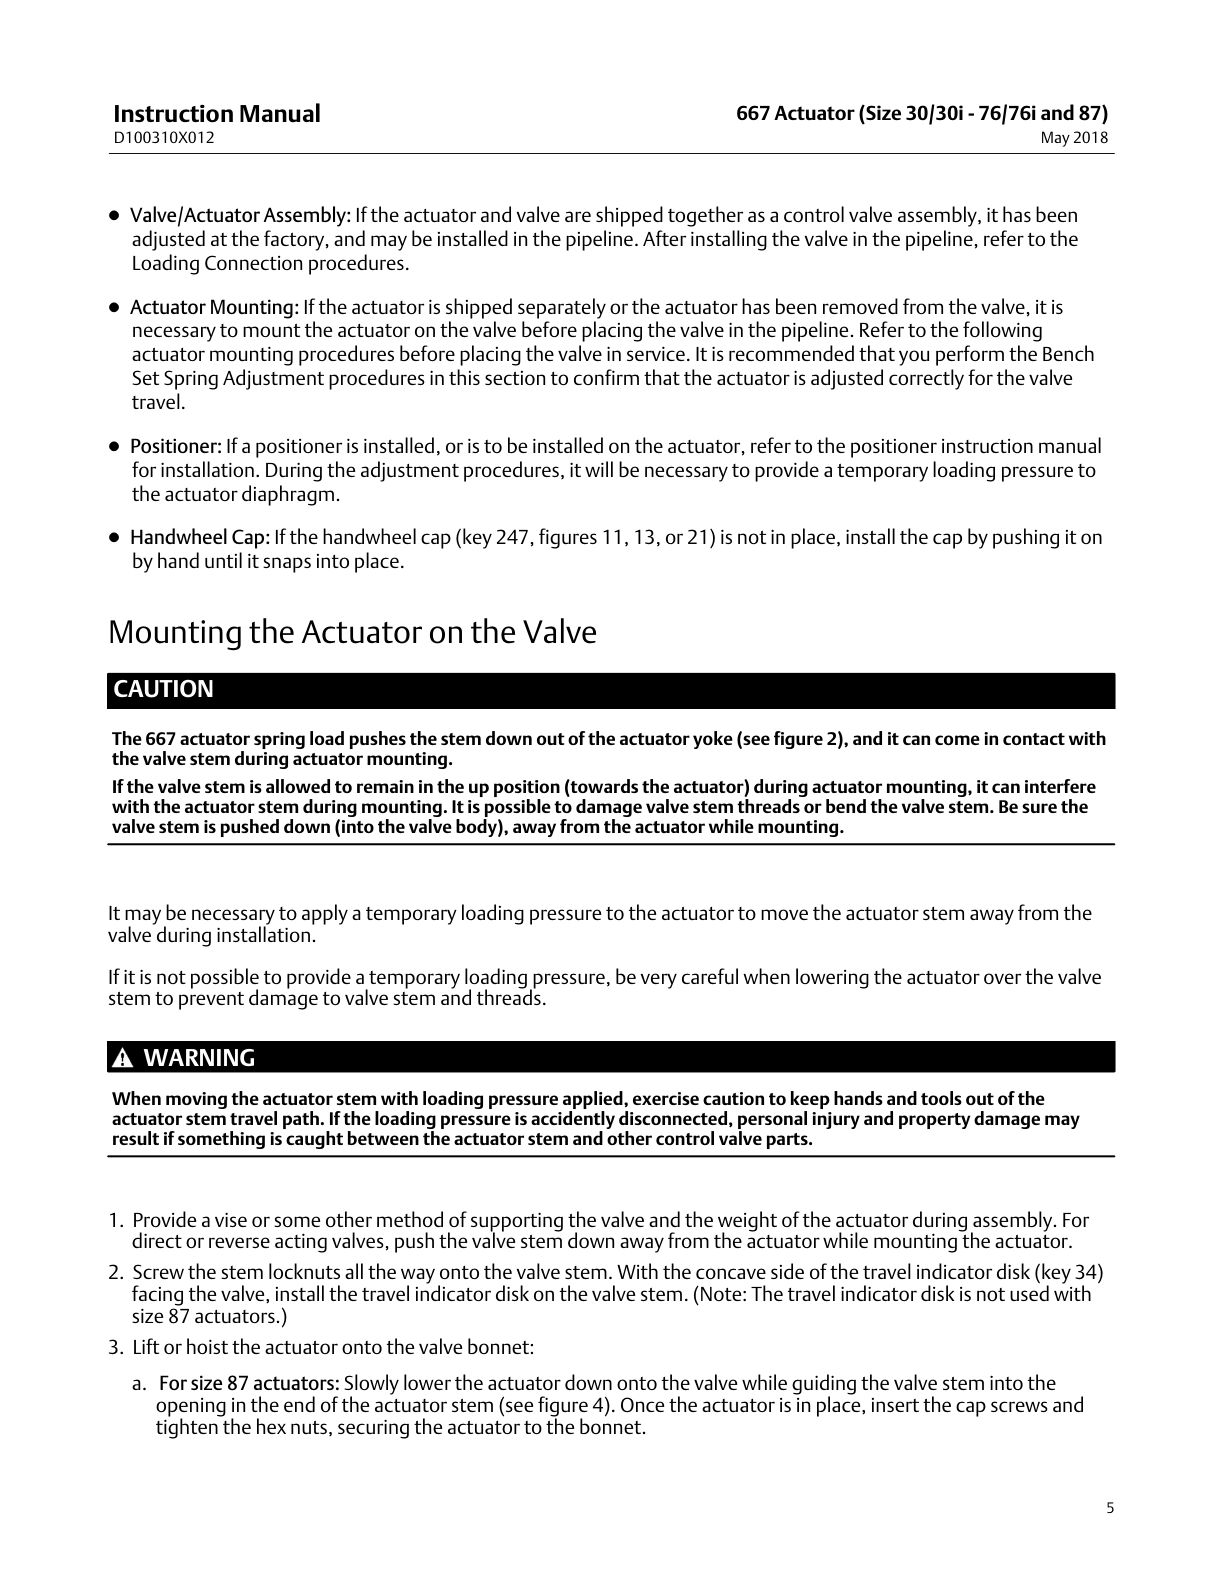 Instruction Manual
D100310X012
667 Actuator (Size 30/30i - 76/76i and 87)
May 2018
● Valve/Actuator Assembly: If the actuator and valve are shipped together as a control valve assembly, it has been
adjusted at the factory, and may be installed in the pipeline. After installing the valve in the pipeline, refer to the
Loading Connection procedures.
● Actuator Mounting: If the actuator is shipped separately or the actuator has been removed from the valve, it is
necessary to mount the actuator on the valve before placing the valve in the pipeline. Refer to the following
actuator mounting procedures before placing the valve in service. It is recommended that you perform the Bench
Set Spring Adjustment procedures in this section to confirm that the actuator is adjusted correctly for the valve
travel.
● Positioner: If a positioner is installed, or is to be installed on the actuator, refer to the positioner instruction manual
for installation. During the adjustment procedures, it will be necessary to provide a temporary loading pressure to
the actuator diaphragm.
● Handwheel Cap: If the handwheel cap (key 247, figures 11, 13, or 21) is not in place, install the cap by pushing it on
by hand until it snaps into place.
Mounting the Actuator on the Valve
CAUTION
The 667 actuator spring load pushes the stem down out of the actuator yoke (see figure 2), and it can come in contact with
the valve stem during actuator mounting.
If the valve stem is allowed to remain in the up position (towards the actuator) during actuator mounting, it can interfere
with the actuator stem during mounting. It is possible to damage valve stem threads or bend the valve stem. Be sure the
valve stem is pushed down (into the valve body), away from the actuator while mounting.
It may be necessary to apply a temporary loading pressure to the actuator to move the actuator stem away from the
valve during installation.
If it is not possible to provide a temporary loading pressure, be very careful when lowering the actuator over the valve
stem to prevent damage to valve stem and threads.
WARNING
When moving the actuator stem with loading pressure applied, exercise caution to keep hands and tools out of the
actuator stem travel path. If the loading pressure is accidently disconnected, personal injury and property damage may
result if something is caught between the actuator stem and other control valve parts.
1. Provide a vise or some other method of supporting the valve and the weight of the actuator during assembly. For
direct or reverse acting valves, push the valve stem down away from the actuator while mounting the actuator.
2. Screw the stem locknuts all the way onto the valve stem. With the concave side of the travel indicator disk (key 34)
facing the valve, install the travel indicator disk on the valve stem. (Note: The travel indicator disk is not used with
size 87 actuators.)
3. Lift or hoist the actuator onto the valve bonnet:
a. For size 87 actuators: Slowly lower the actuator down onto the valve while guiding the valve stem into the
opening in the end of the actuator stem (see figure 4). Once the actuator is in place, insert the cap screws and
tighten the hex nuts, securing the actuator to the bonnet.
5